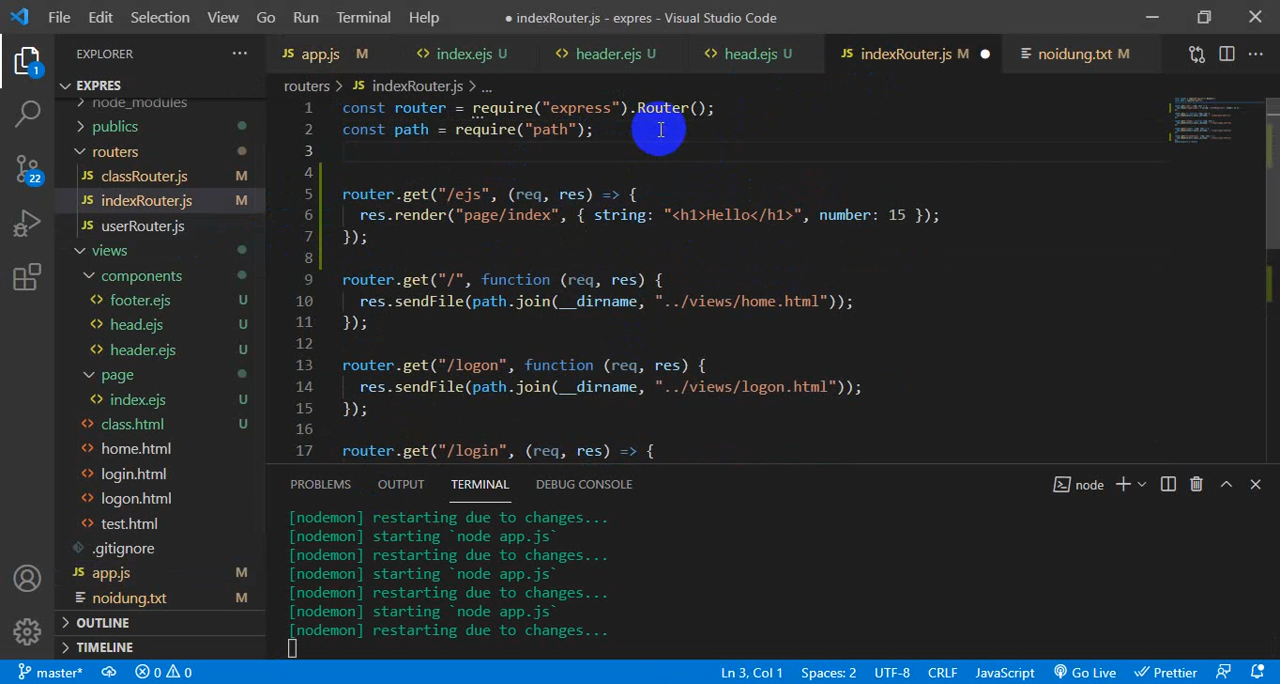 File Edit Selection View Go Run Terminal Help ● indexRouter.js - expres - Visual Studio Code
EXPLORER ···
JS app.js M <> index.ejs U <> header.ejs U <> head.ejs U JS indexRouter.js M ● noidung.txt M ···
EXPRES
node_modules
publics
routers
JS classRouter.js M
JS indexRouter.js M
JS userRouter.js
views
components
<> footer.ejs U
<> head.ejs U
<> header.ejs U
page
<> index.ejs U
<> class.html U
<> home.html
<> login.html
<> logon.html
<> test.html
.gitignore
JS app.js M
noidung.txt M
OUTLINE
TIMELINE
1
22
routers > JS indexRouter.js > ...
1 const router = require("express").Router();
2 const path = require("path");
3
4
5 router.get("/ejs", (req, res) => {
6 res.render("page/index", { string: "<h1>Hello</h1>", number: 15 });
7 });
8
9 router.get("/", function (req, res) {
10 res.sendFile(path.join(__dirname, "../views/home.html"));
11 });
12
13 router.get("/logon", function (req, res) {
14 res.sendFile(path.join(__dirname, "../views/logon.html"));
15 });
16
17 router.get("/login", (req, res) => {
PROBLEMS OUTPUT TERMINAL DEBUG CONSOLE node
[nodemon] restarting due to changes...
[nodemon] starting `node app.js`
[nodemon] restarting due to changes...
[nodemon] starting `node app.js`
[nodemon] restarting due to changes...
[nodemon] starting `node app.js`
[nodemon] restarting due to changes...
master* 0 0 Ln 3, Col 1 Spaces: 2 UTF-8 CRLF JavaScript Go Live Prettier